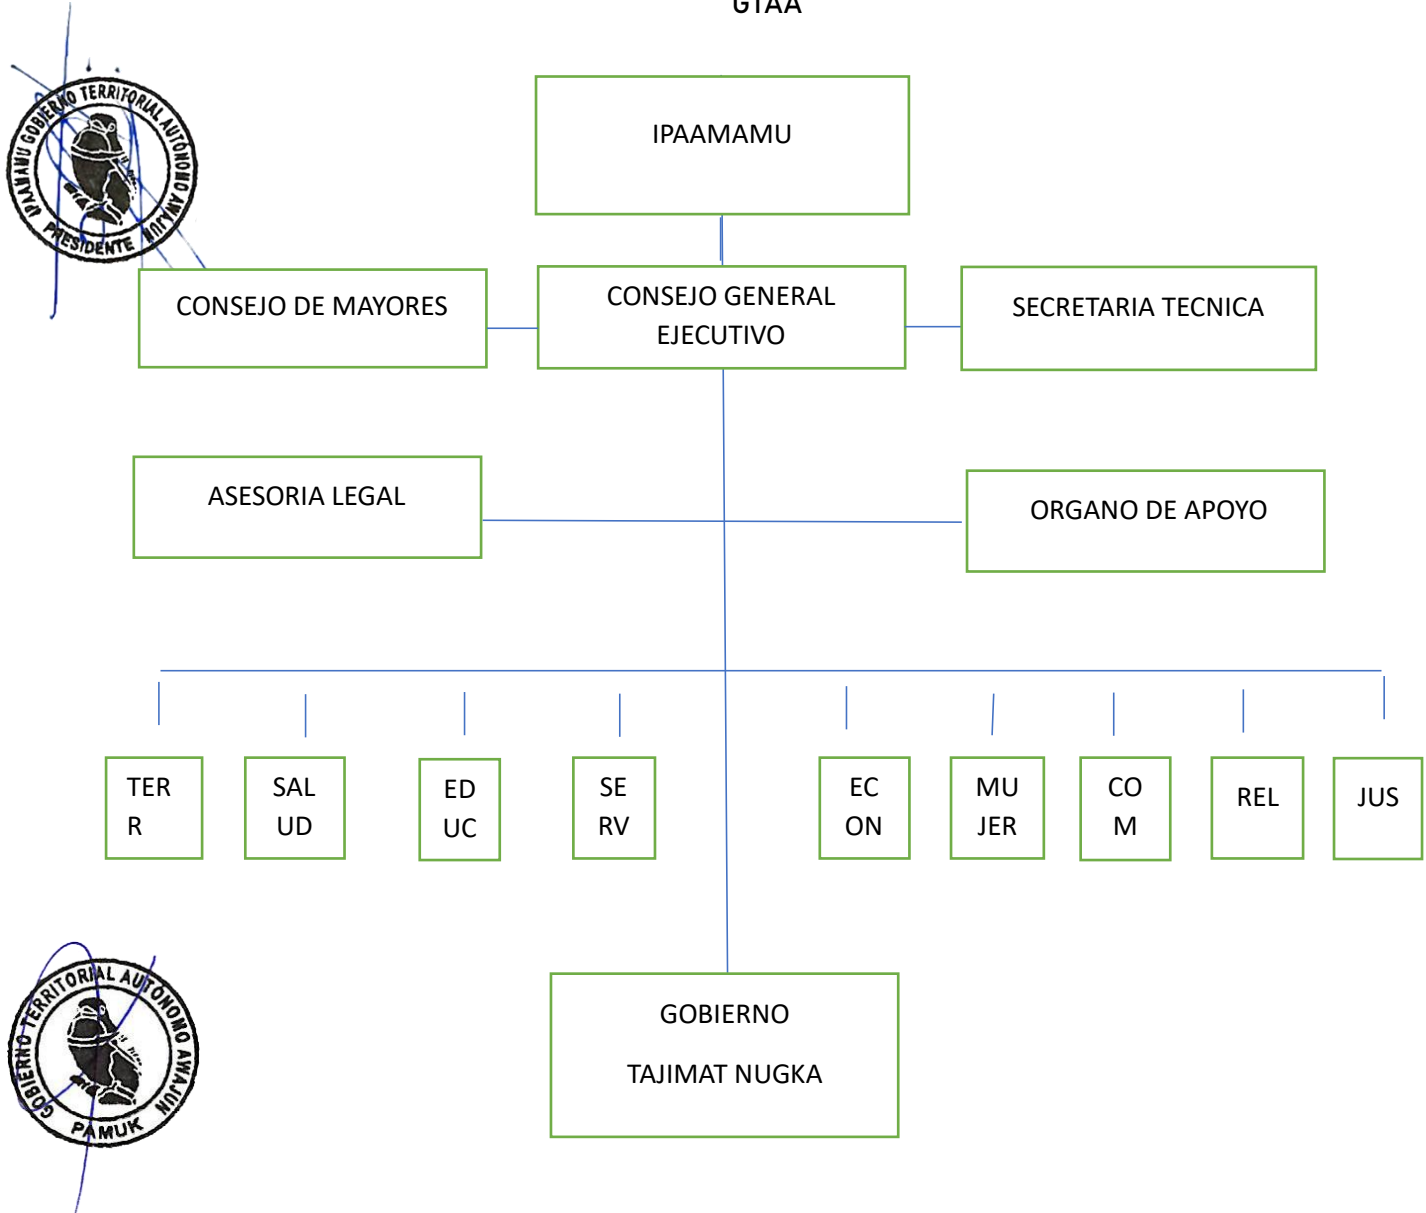 GTAA
IPAAMAMU GOBIERNO TERRITORIAL AUTÓNOMO AWAJUN
PRESIDENTE
IPAAMAMU
CONSEJO DE MAYORES
CONSEJO GENERAL
EJECUTIVO
SECRETARIA TECNICA
ASESORIA LEGAL
ORGANO DE APOYO
TER
R
SAL
UD
ED
UC
SE
RV
EC
ON
MU
JER
CO
M
REL
JUS
GOBIERNO TERRITORIAL AUTÓNOMO AWAJUN
PAMUK
GOBIERNO
TAJIMAT NUGKA